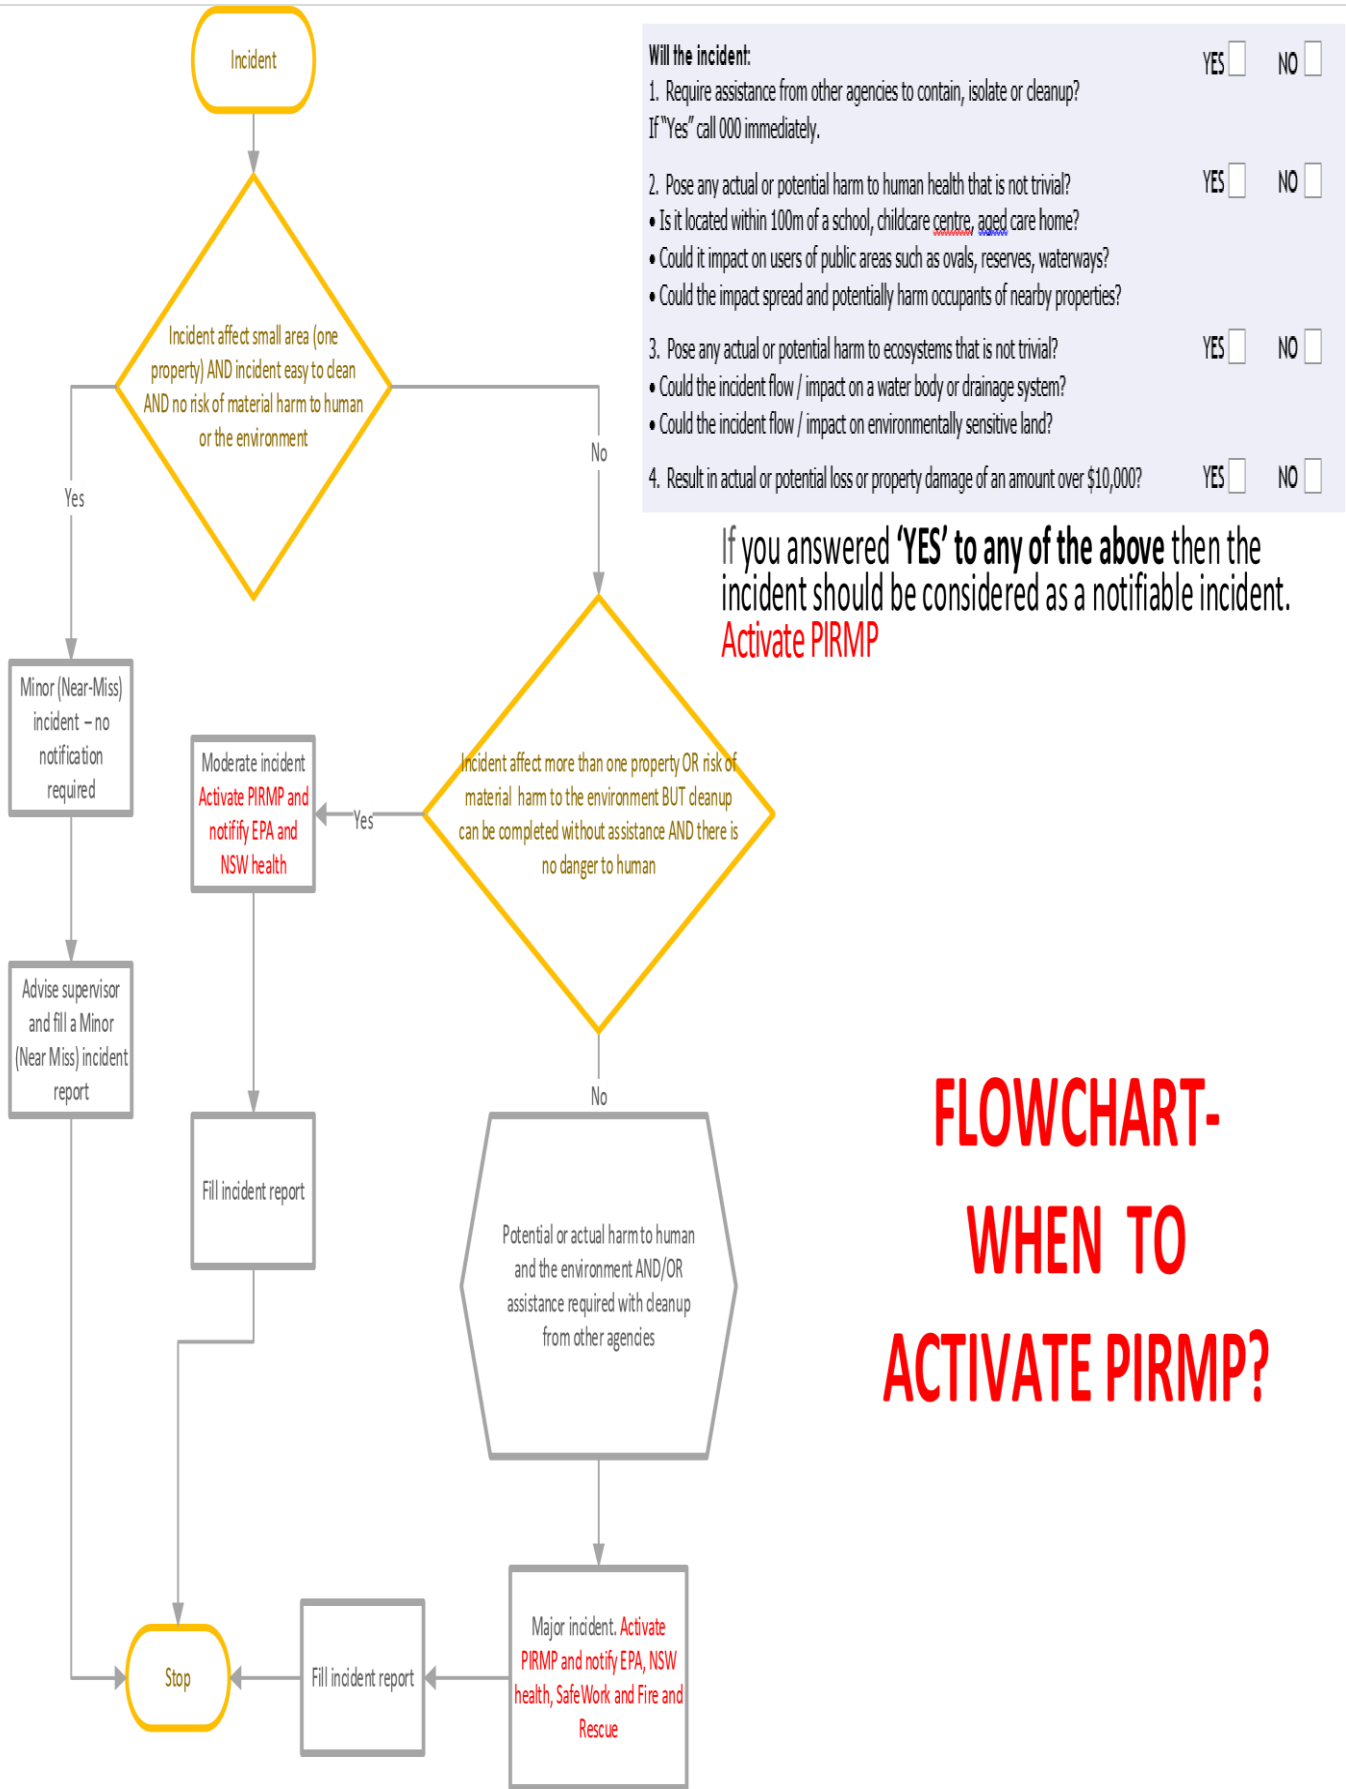 Incident
Will the incident:
YES
NO
1. Require assistance from other agencies to contain, isolate or cleanup?
If "Yes" call 000 immediately.
2. Pose any actual or potential harm to human health that is not trivial?
YES
NO
• Is it located within 100m of a school, childcare centre, aged care home?
• Could it impact on users of public areas such as ovals, reserves, waterways?
• Could the impact spread and potentially harm occupants of nearby properties?
3. Pose any actual or potential harm to ecosystems that is not trivial?
YES
NO
• Could the incident flow / impact on a water body or drainage system?
• Could the incident flow / impact on environmentally sensitive land?
4. Result in actual or potential loss or property damage of an amount over $10,000?
YES
NO
If you answered ‘YES’ to any of the above then the
incident should be considered as a notifiable incident.
Activate PIRMP
Incident affect small area (one
property) AND incident easy to clean
AND no risk of material harm to human
or the environment
Yes
No
Minor (Near-Miss)
incident – no
notification
required
Moderate incident
Activate PIRMP and
notifify EPA and
NSW health
Yes
Incident affect more than one property OR risk of
material harm to the environment BUT cleanup
can be completed without assistance AND there is
no danger to human
Advise supervisor
and fill a Minor
(Near Miss) incident
report
No
Fill incident report
Potential or actual harm to human
and the environment AND/OR
assistance required with cleanup
from other agencies
FLOWCHART-
WHEN TO
ACTIVATE PIRMP?
Stop
Fill incident report
Major incident. Activate
PIRMP and notify EPA, NSW
health, SafeWork and Fire and
Rescue